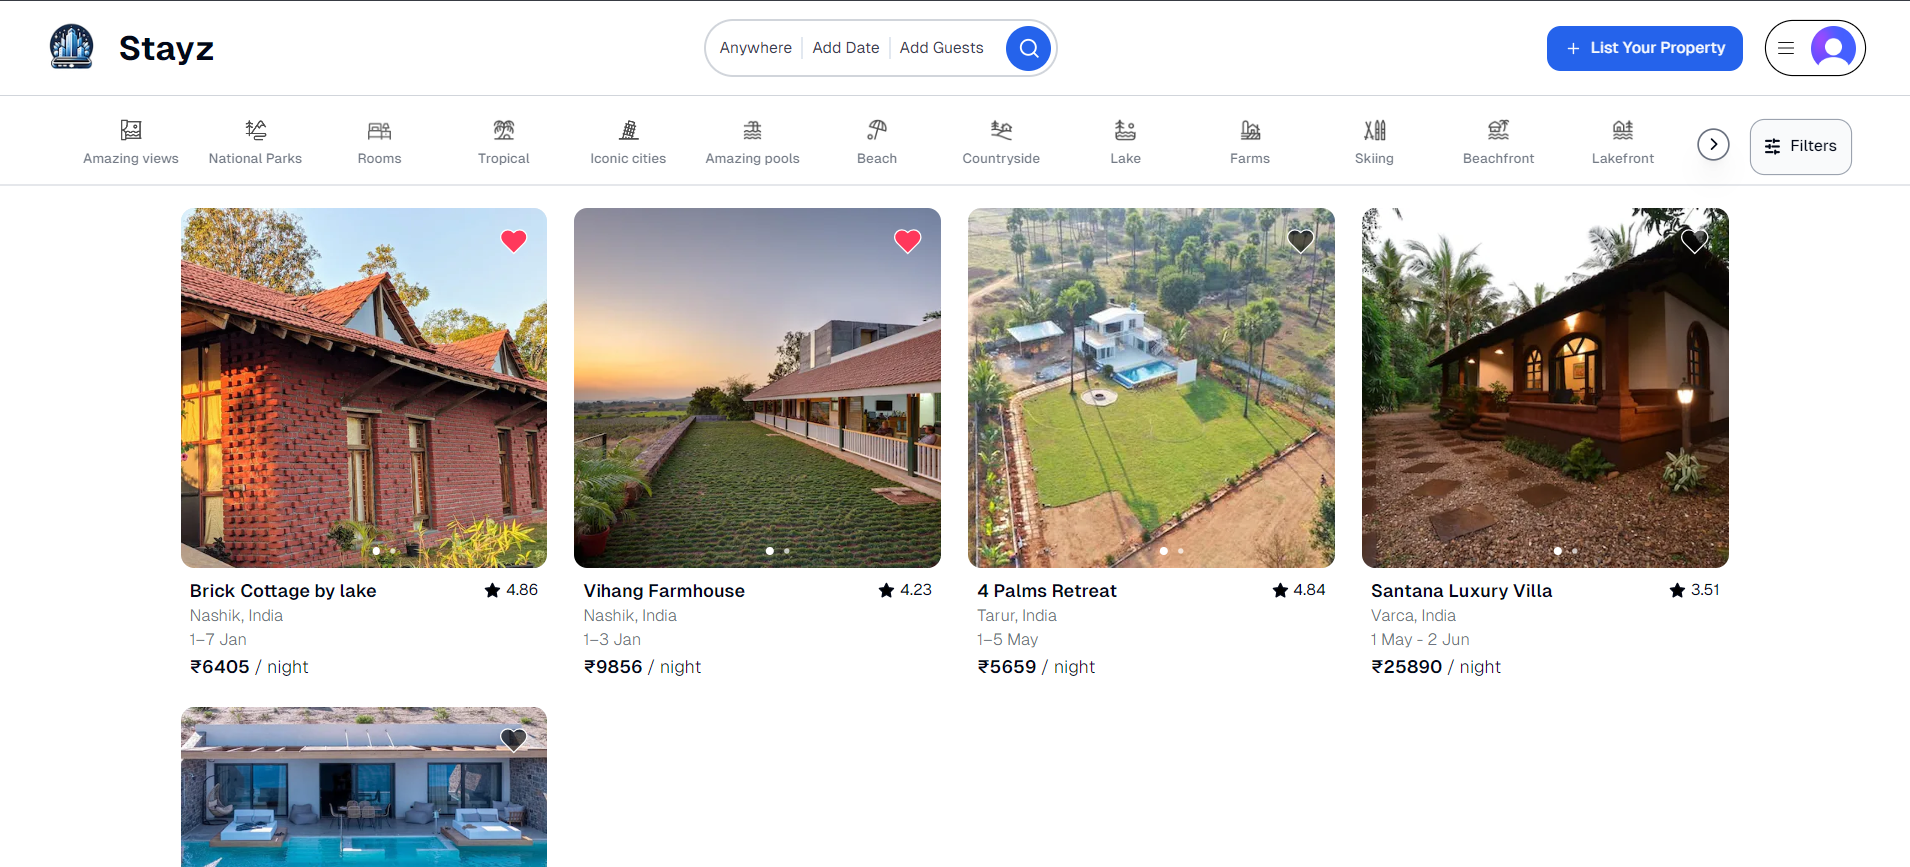 Stayz
Anywhere Add Date Add Guests
+ List Your Property
Amazing views National Parks Rooms Tropical Iconic cities Amazing pools Beach Countryside Lake Farms Skiing Beachfront Lakefront
Filters
Brick Cottage by lake 4.86
Nashik, India
1–7 Jan
₹6405 / night
Vihang Farmhouse 4.23
Nashik, India
1–3 Jan
₹9856 / night
4 Palms Retreat 4.84
Tarur, India
1–5 May
₹5659 / night
Santana Luxury Villa 3.51
Varca, India
1 May - 2 Jun
₹25890 / night